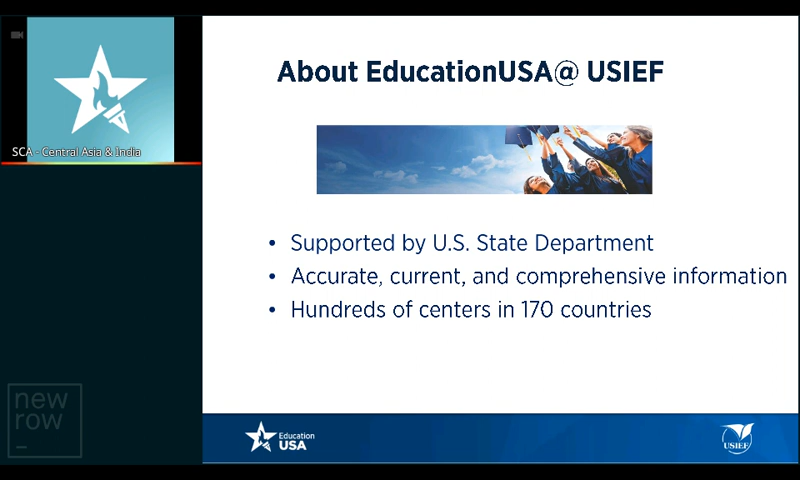 About EducationUSA@ USIEF
SCA - Central Asia & India
• Supported by U.S. State Department
• Accurate, current, and comprehensive information
• Hundreds of centers in 170 countries
new
row
Education
USA
USIEF